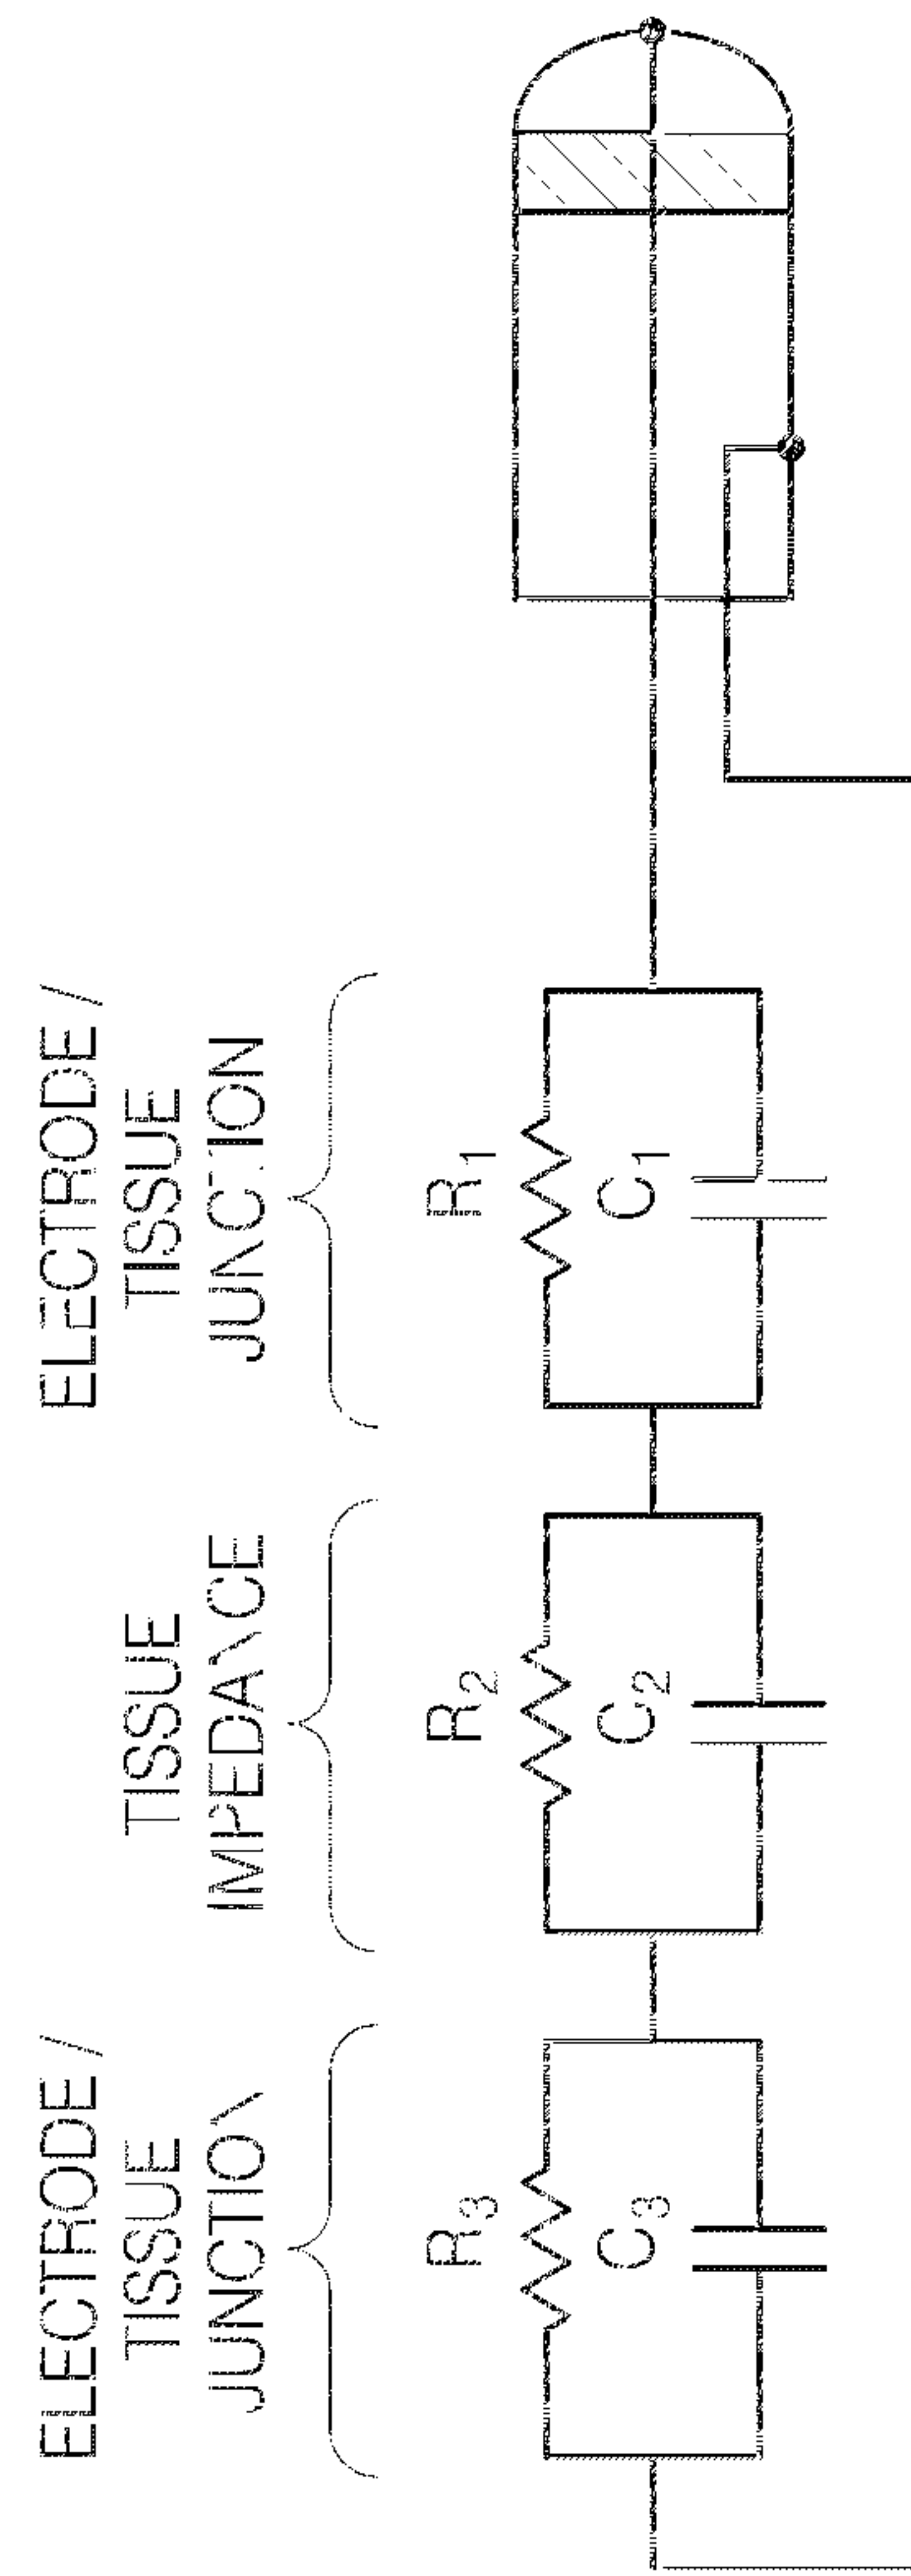 ELECTRODE /
TISSUE
JUNCTION
R3
C3
TISSUE
IMPEDANCE
R2
C2
ELECTRODE /
TISSUE
JUNCTION
R1
C1